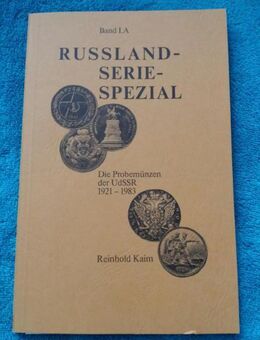 Band I.A
RUSSLAND-
SERIE-
SPEZIAL
Die Probemünzen
der UdSSR
1921 – 1983
Reinhold Kaim